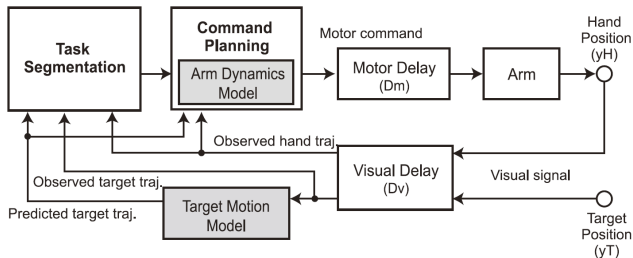 Task
Segmentation
Command
Planning
Arm Dynamics
Model
Motor command
Motor Delay
(Dm)
Arm
Hand
Position
(yH)
Observed hand traj.
Visual Delay
(Dv)
Visual signal
Observed target traj.
Predicted target traj.
Target Motion
Model
Target
Position
(yT)